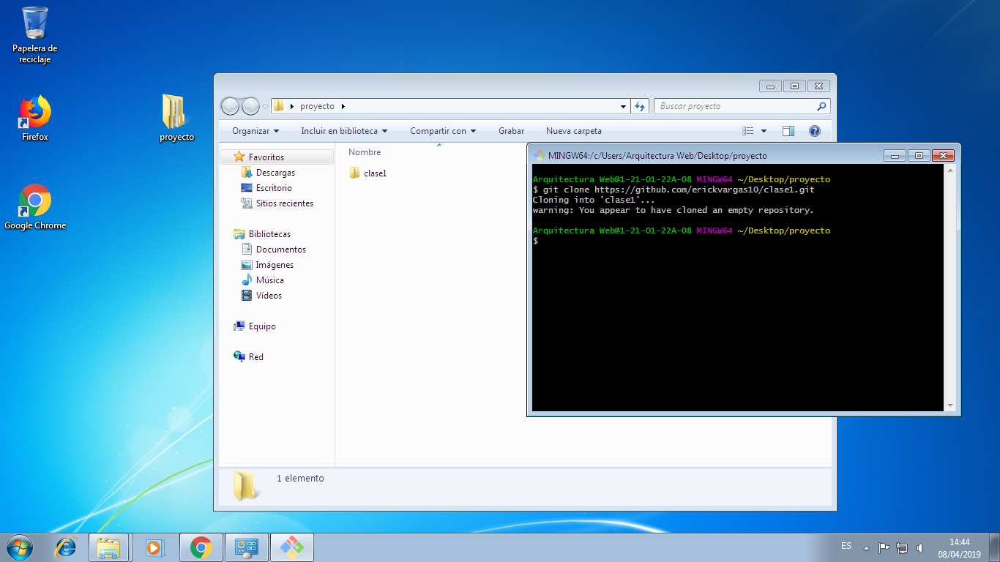 Papelera de
reciclaje
Firefox
proyecto
Google Chrome
proyecto
Buscar proyecto
Organizar
Incluir en biblioteca
Compartir con
Grabar
Nueva carpeta
Favoritos
Descargas
Escritorio
Sitios recientes
Bibliotecas
Documentos
Imágenes
Música
Vídeos
Equipo
Red
Nombre
clase1
1 elemento
MINGW64:/c/Users/Arquitectura Web/Desktop/proyecto
Arquitectura Web@1-21-01-22A-08 MINGW64 ~/Desktop/proyecto
$ git clone https://github.com/erickvargas10/clase1.git
Cloning into 'clase1'...
warning: You appear to have cloned an empty repository.
Arquitectura Web@1-21-01-22A-08 MINGW64 ~/Desktop/proyecto
$
ES
14:44
08/04/2019